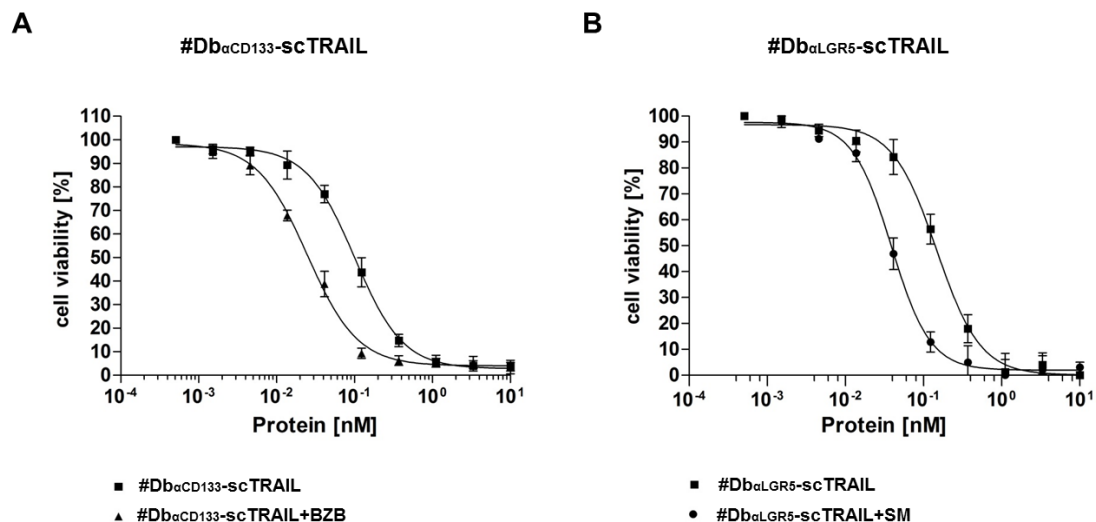 A
#DbαCD133-scTRAIL
110
100
90
80
70
60
50
40
30
20
10
0
cell viability [%]
10⁻⁴ 10⁻³ 10⁻² 10⁻¹ 10⁰ 10¹
Protein [nM]
#DbαCD133-scTRAIL
#DbαCD133-scTRAIL+BZB
B
#DbαLGR5-scTRAIL
100
90
80
70
60
50
40
30
20
10
0
cell viability [%]
10⁻⁴ 10⁻³ 10⁻² 10⁻¹ 10⁰ 10¹
Protein [nM]
#DbαLGR5-scTRAIL
#DbαLGR5-scTRAIL+SM